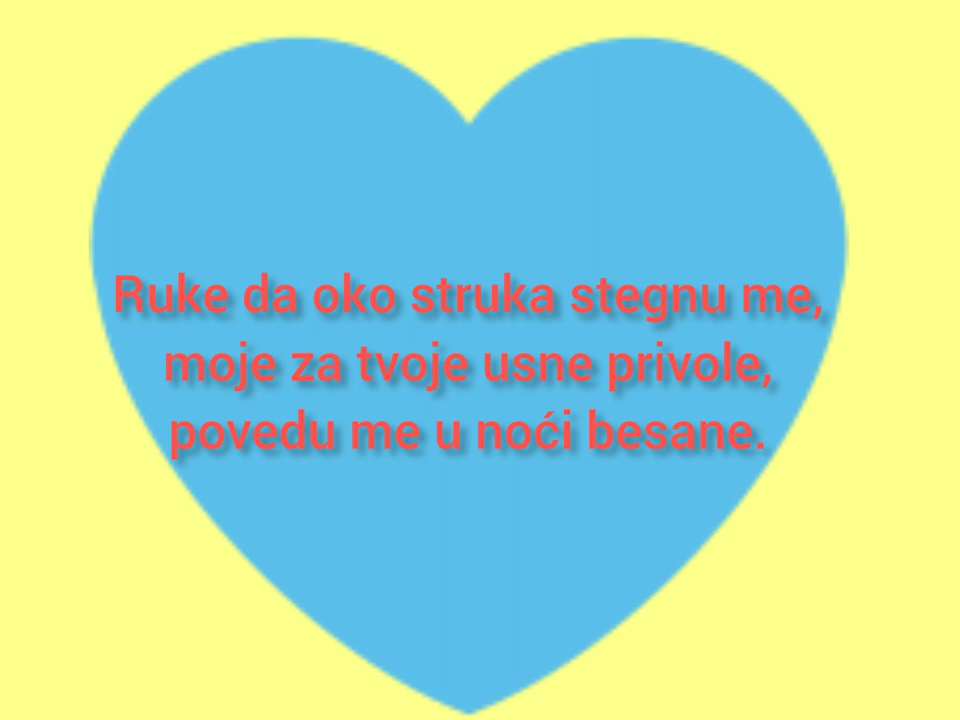 Ruke da oko struka stegnu me,
moje za tvoje usne privole,
povedu me u noći besane.